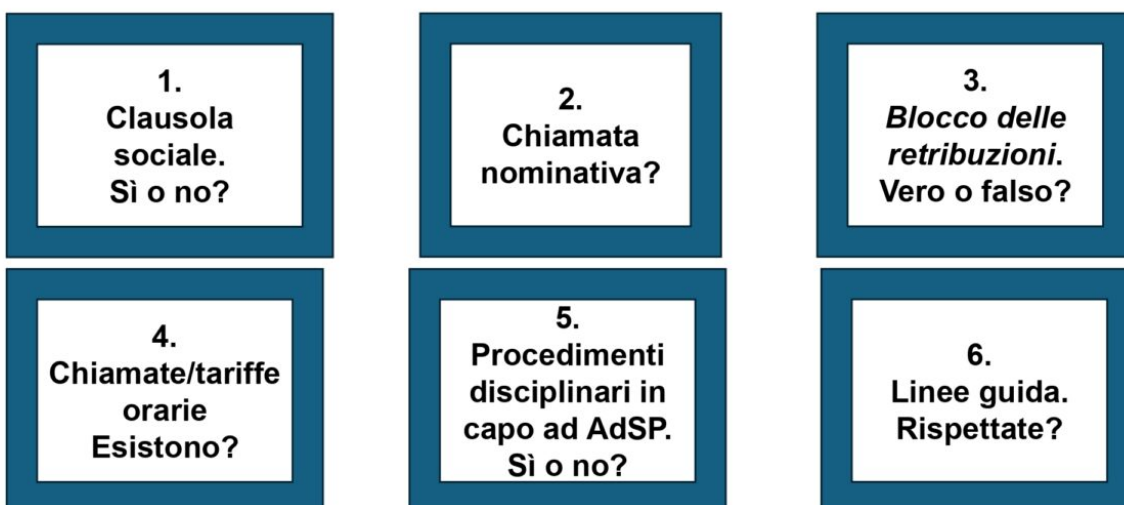 1.
Clausola
sociale.
Sì o no?
2.
Chiamata
nominativa?
3.
Blocco delle
retribuzioni.
Vero o falso?
4.
Chiamate/tariffe
orarie
Esistono?
5.
Procedimenti
disciplinari in
capo ad AdSP.
Sì o no?
6.
Linee guida.
Rispettate?